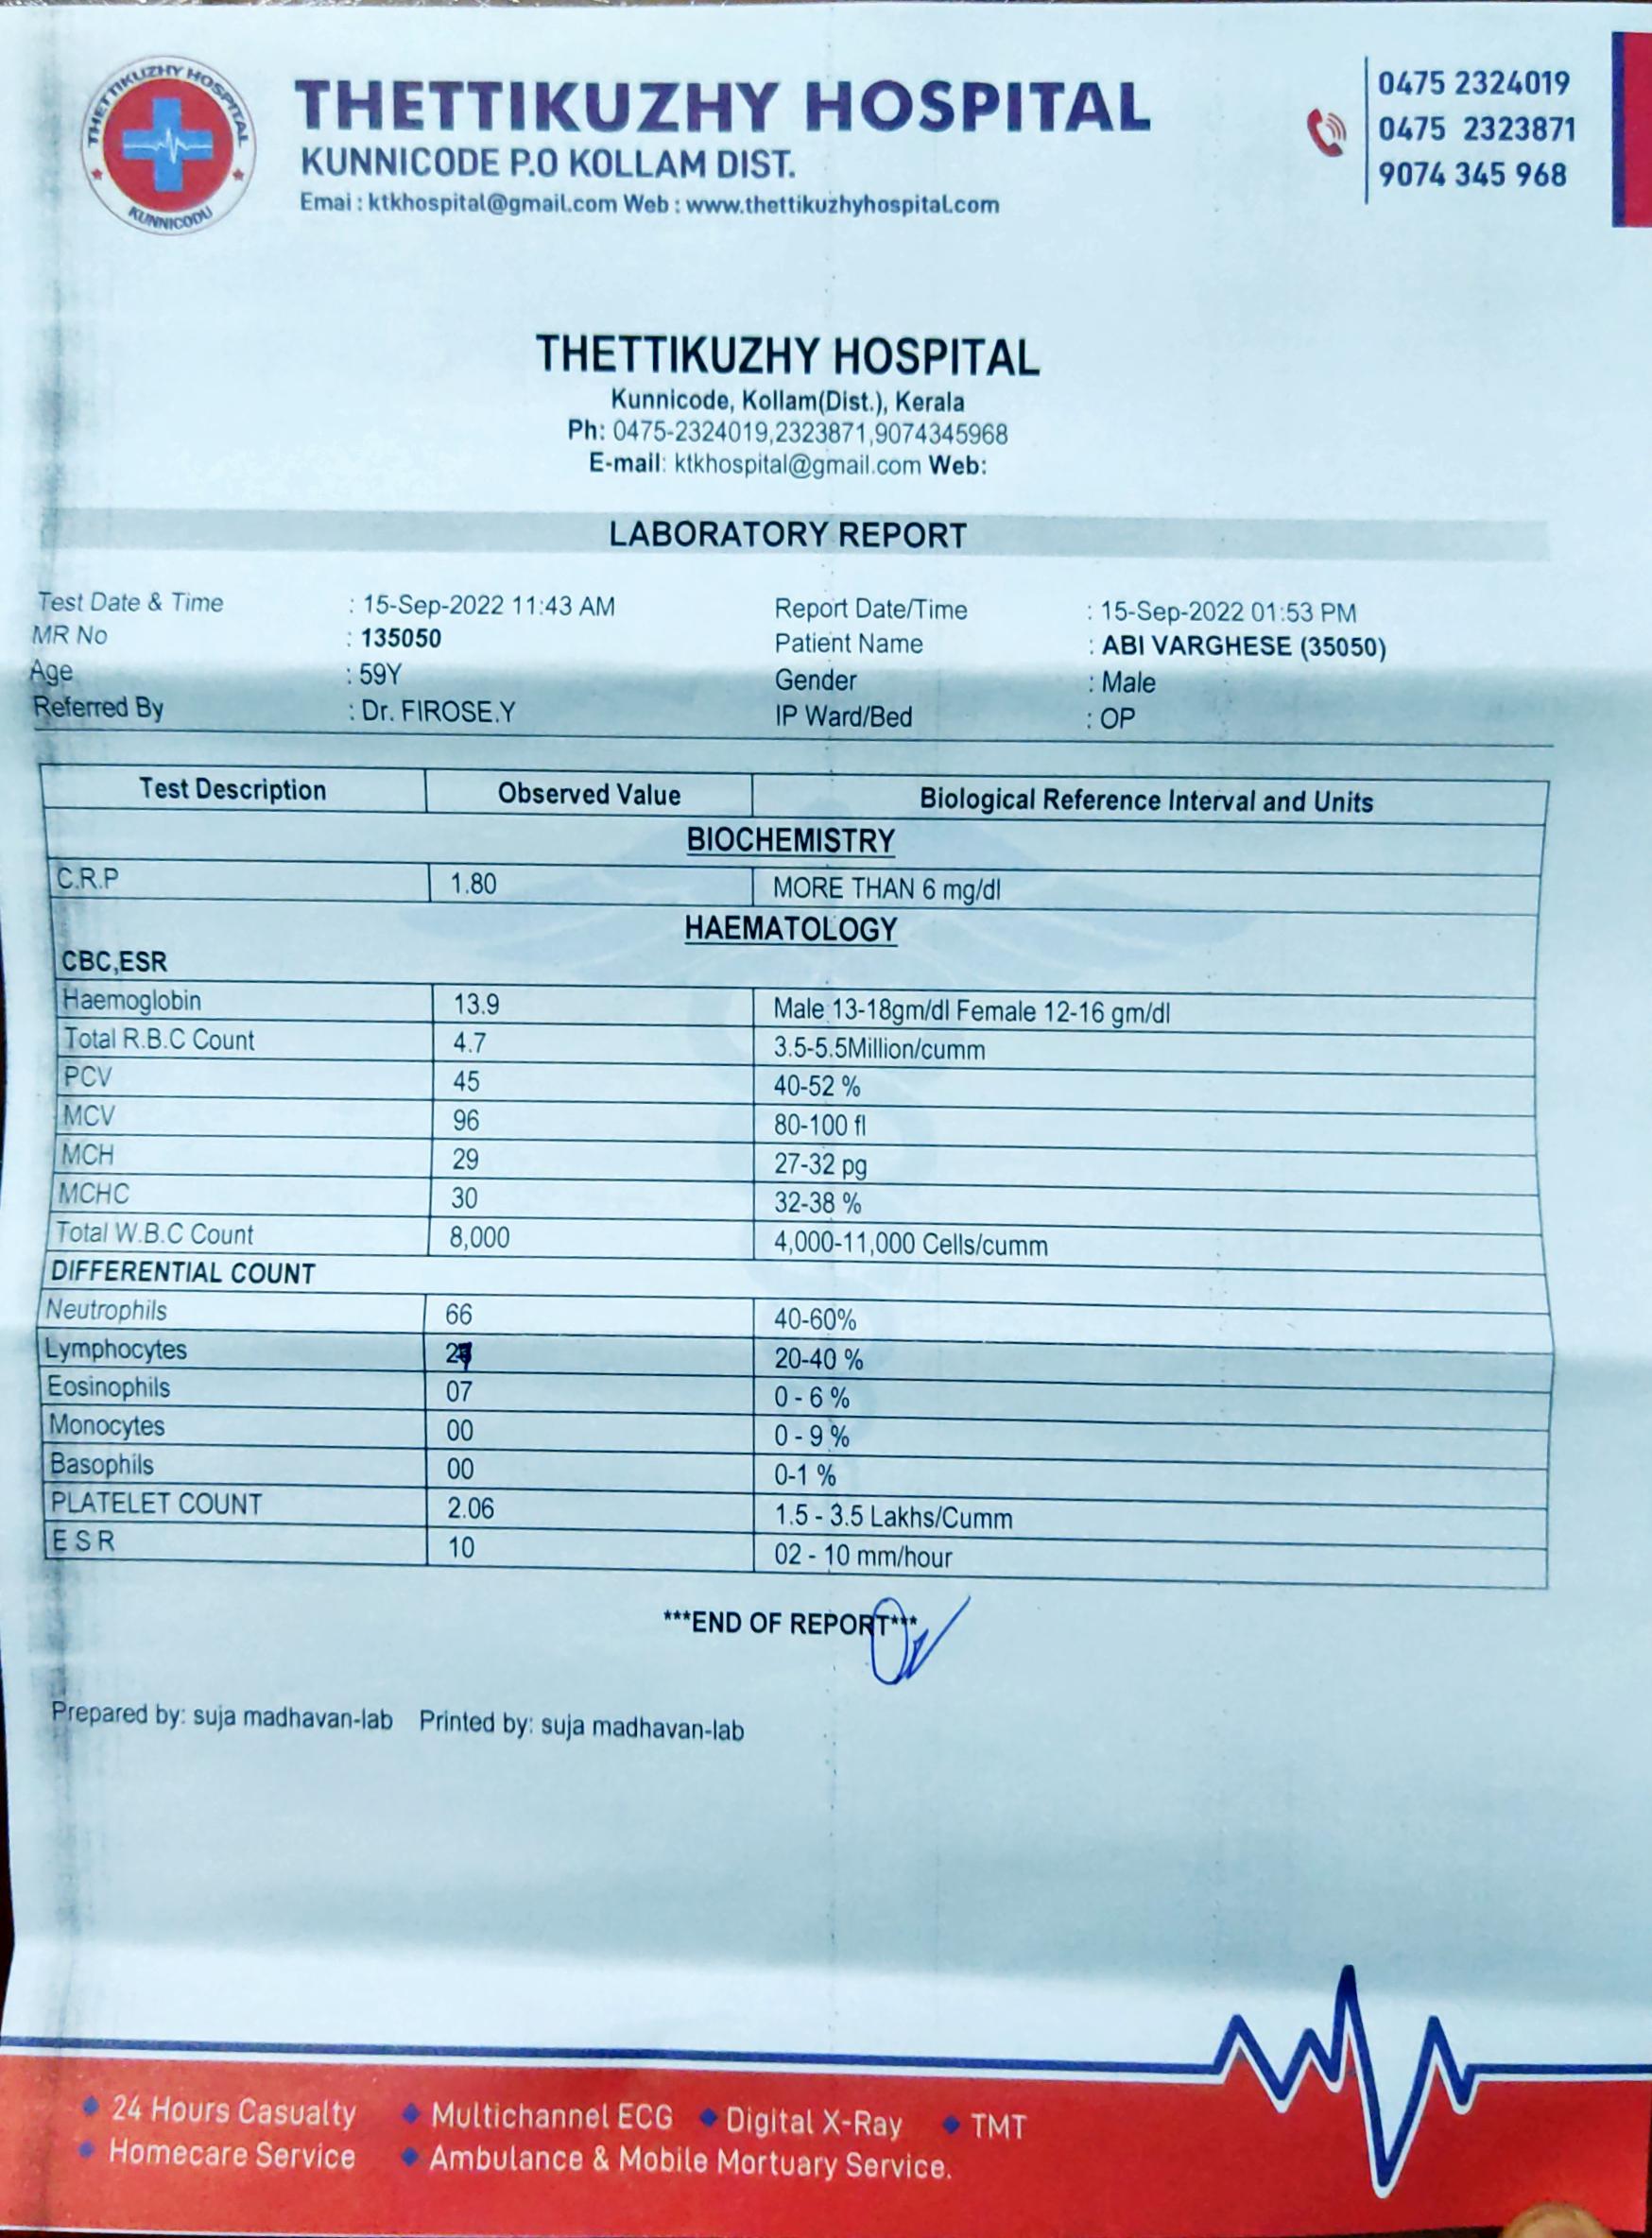 THETTIKUZHY HOSPITAL
KUNNICODU
THETTIKUZHY HOSPITAL
KUNNICODE P.O KOLLAM DIST.
Emai : ktkhospital@gmail.com Web : www.thettikuzhyhospital.com
0475 2324019
0475 2323871
9074 345 968
THETTIKUZHY HOSPITAL
Kunnicode, Kollam(Dist.), Kerala
Ph: 0475-2324019,2323871,9074345968
E-mail: ktkhospital@gmail.com Web:
LABORATORY REPORT
Test Date & Time : 15-Sep-2022 11:43 AM Report Date/Time : 15-Sep-2022 01:53 PM
MR No : 135050 Patient Name : ABI VARGHESE (35050)
Age : 59Y Gender : Male
Referred By : Dr. FIROSE.Y IP Ward/Bed : OP
Test Description Observed Value Biological Reference Interval and Units
BIOCHEMISTRY
C.R.P 1.80 MORE THAN 6 mg/dl
HAEMATOLOGY
CBC,ESR
Haemoglobin 13.9 Male 13-18gm/dl Female 12-16 gm/dl
Total R.B.C Count 4.7 3.5-5.5Million/cumm
PCV 45 40-52 %
MCV 96 80-100 fl
MCH 29 27-32 pg
MCHC 30 32-38 %
Total W.B.C Count 8,000 4,000-11,000 Cells/cumm
DIFFERENTIAL COUNT
Neutrophils 66 40-60%
Lymphocytes 20-40 %
Eosinophils 07 0 - 6 %
Monocytes 00 0 - 9 %
Basophils 00 0-1 %
PLATELET COUNT 2.06 1.5 - 3.5 Lakhs/Cumm
E S R 10 02 - 10 mm/hour
***END OF REPORT***
Prepared by: suja madhavan-lab Printed by: suja madhavan-lab
24 Hours Casualty Multichannel ECG Digital X-Ray TMT
Homecare Service Ambulance & Mobile Mortuary Service.